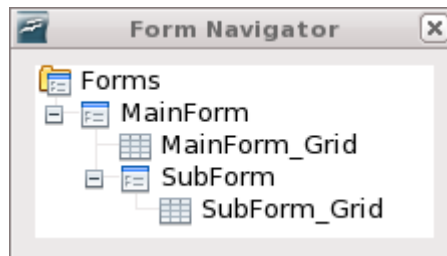 Form Navigator
Forms
MainForm
MainForm_Grid
SubForm
SubForm_Grid